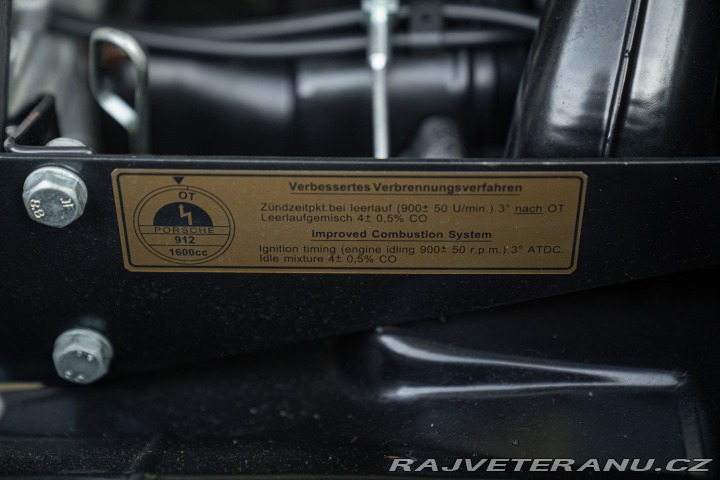 OT
PORSCHE
912
1600cc
Verbessertes Verbrennungsverfahren
Zündzeitpkt.bei leerlauf (900± 50 U/min.) 3° nach OT
Leerlaufgemisch 4± 0,5% CO
Improved Combustion System
Ignition timing (engine idling 900± 50 r.p.m.) 3° ATDC
Idle mixture 4± 0,5% CO
8.8
RAJVETERANU.CZ